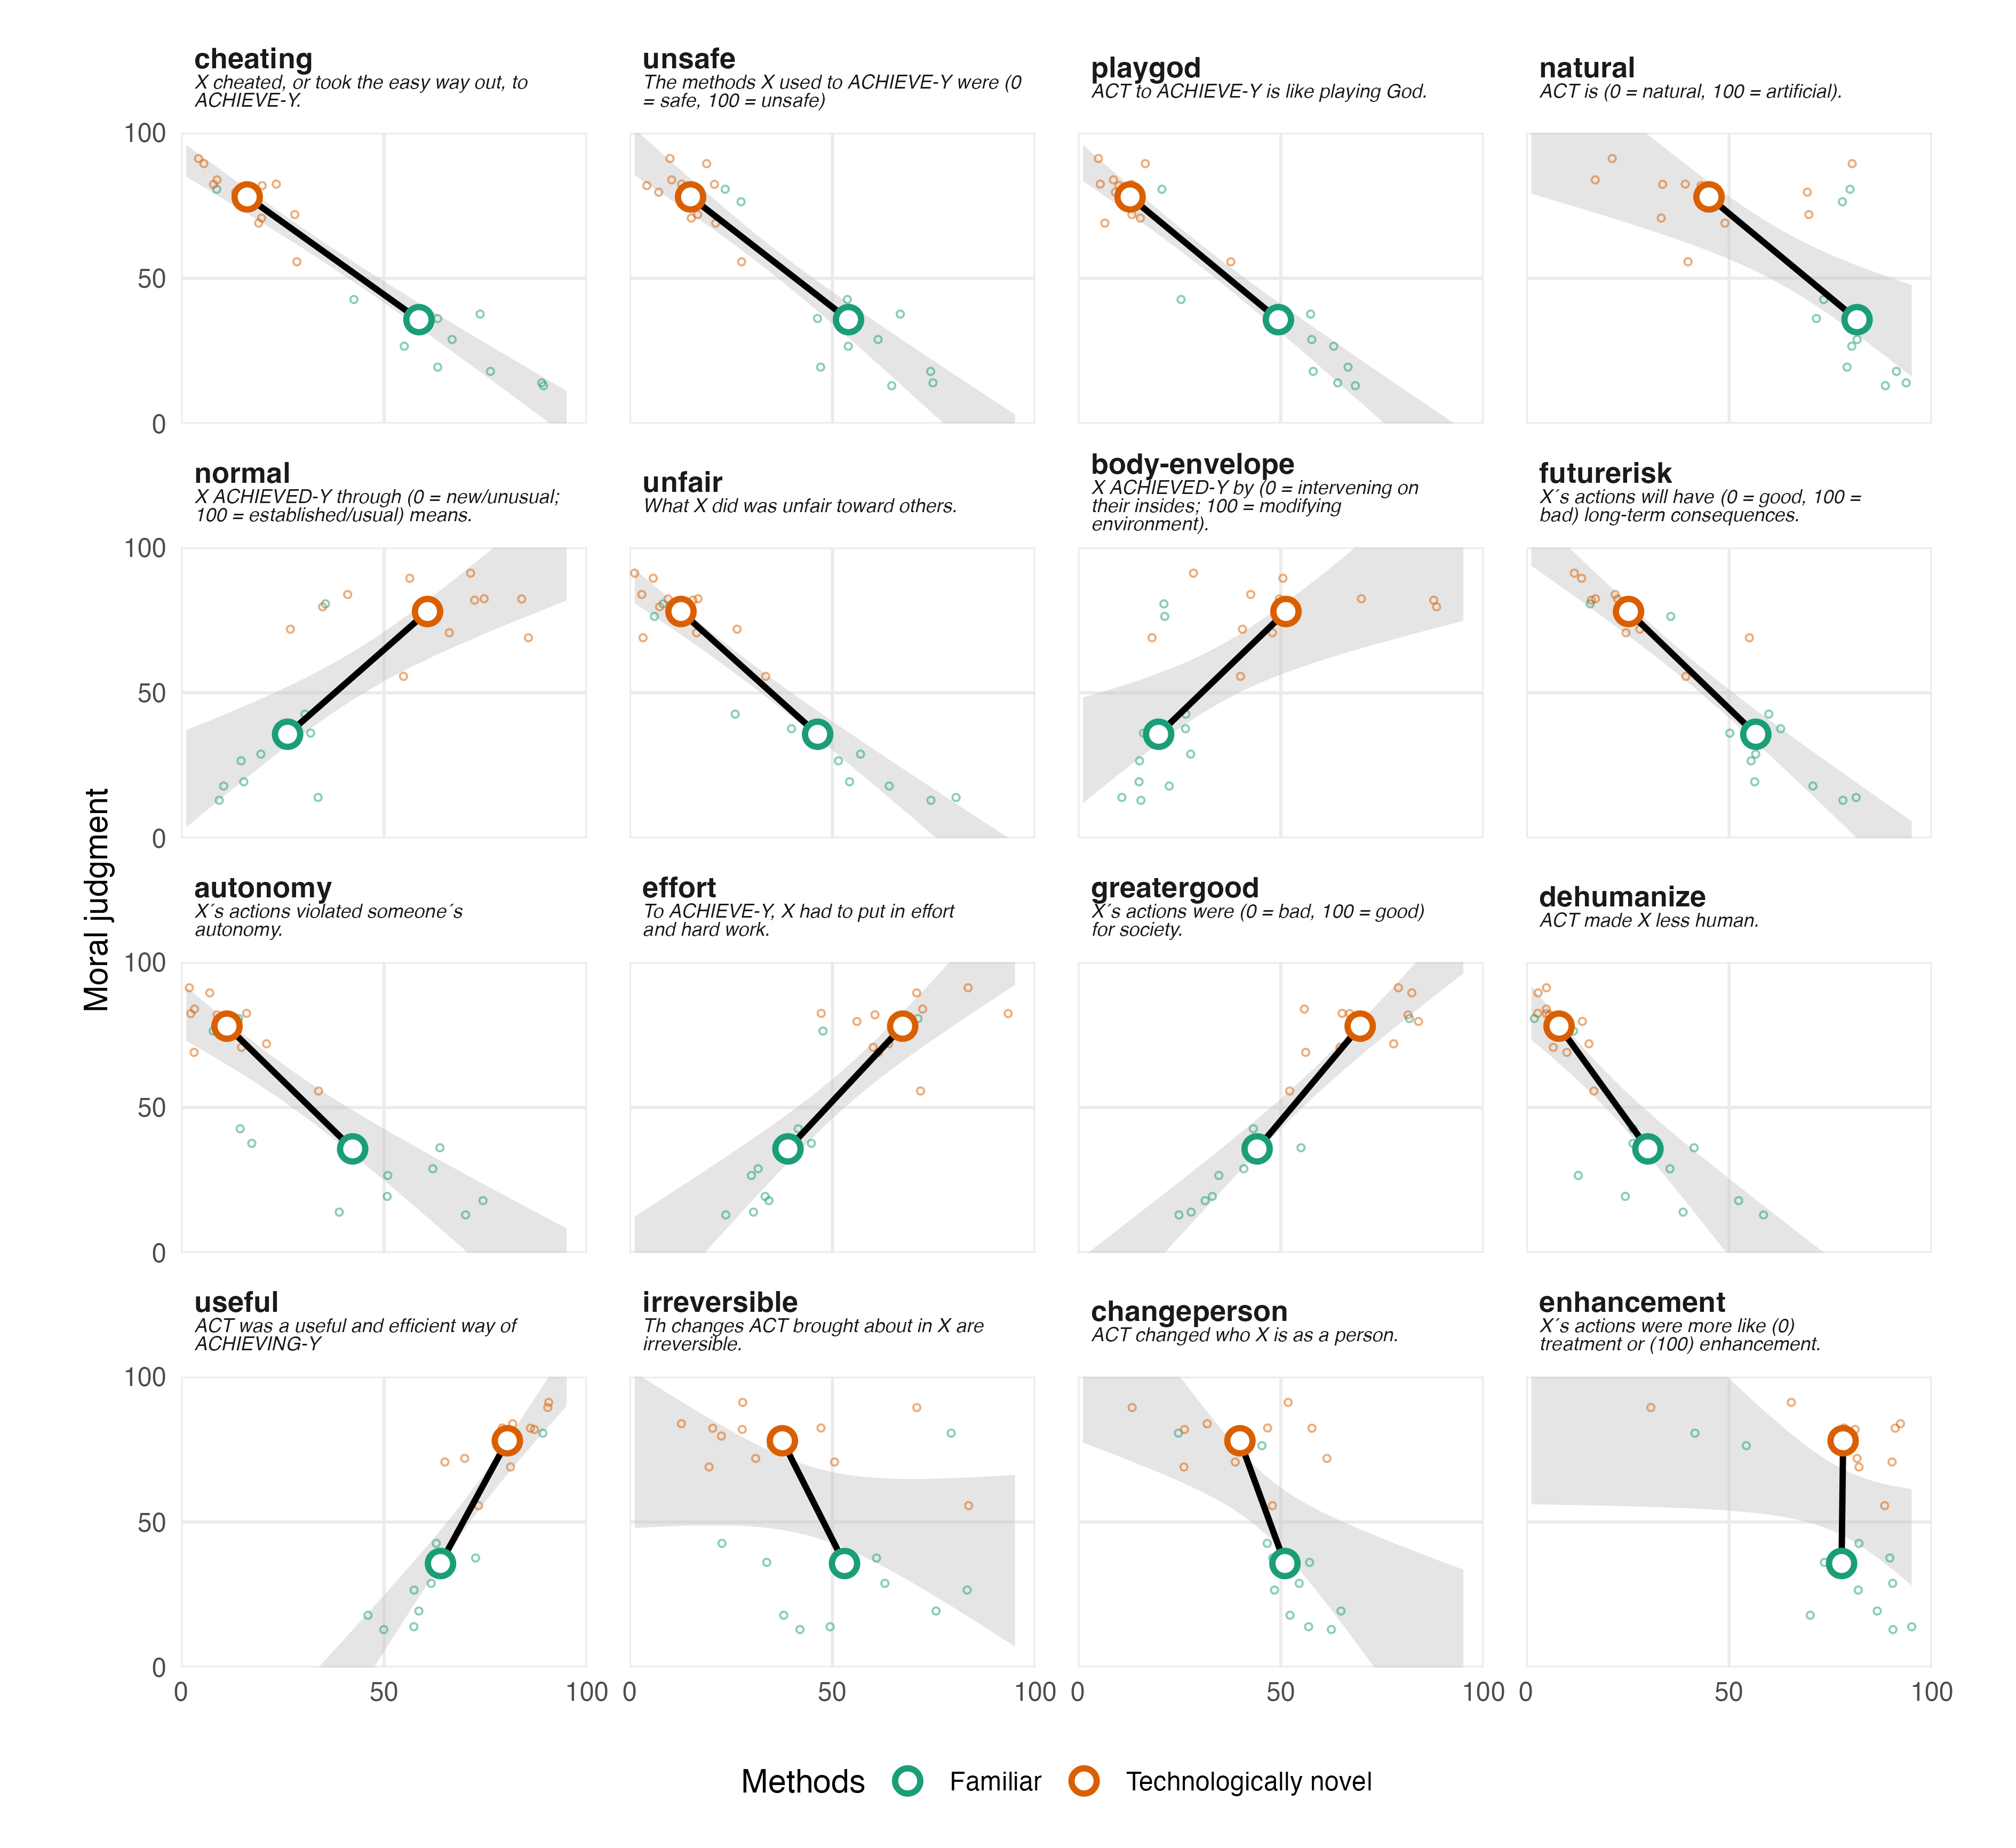 cheating
X cheated, or took the easy way out, to
ACHIEVE-Y.
unsafe
The methods X used to ACHIEVE-Y were (0
= safe, 100 = unsafe)
playgod
ACT to ACHIEVE-Y is like playing God.
natural
ACT is (0 = natural, 100 = artificial).
100
50
0
normal
X ACHIEVED-Y through (0 = new/unusual;
100 = established/usual) means.
unfair
What X did was unfair toward others.
body-envelope
X ACHIEVED-Y by (0 = intervening on
their insides; 100 = modifying
environment).
futurerisk
X´s actions will have (0 = good, 100 =
bad) long-term consequences.
100
50
0
Moral judgment
autonomy
X´s actions violated someone´s
autonomy.
effort
To ACHIEVE-Y, X had to put in effort
and hard work.
greatergood
X´s actions were (0 = bad, 100 = good)
for society.
dehumanize
ACT made X less human.
100
50
0
useful
ACT was a useful and efficient way of
ACHIEVING-Y
irreversible
Th changes ACT brought about in X are
irreversible.
changeperson
ACT changed who X is as a person.
enhancement
X´s actions were more like (0)
treatment or (100) enhancement.
100
50
0
0 50 100 0 50 100 0 50 100 0 50 100
Methods Familiar Technologically novel